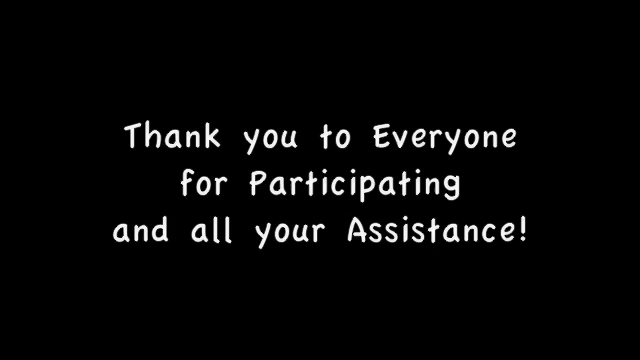 Thank you to Everyone
for Participating
and all your Assistance!